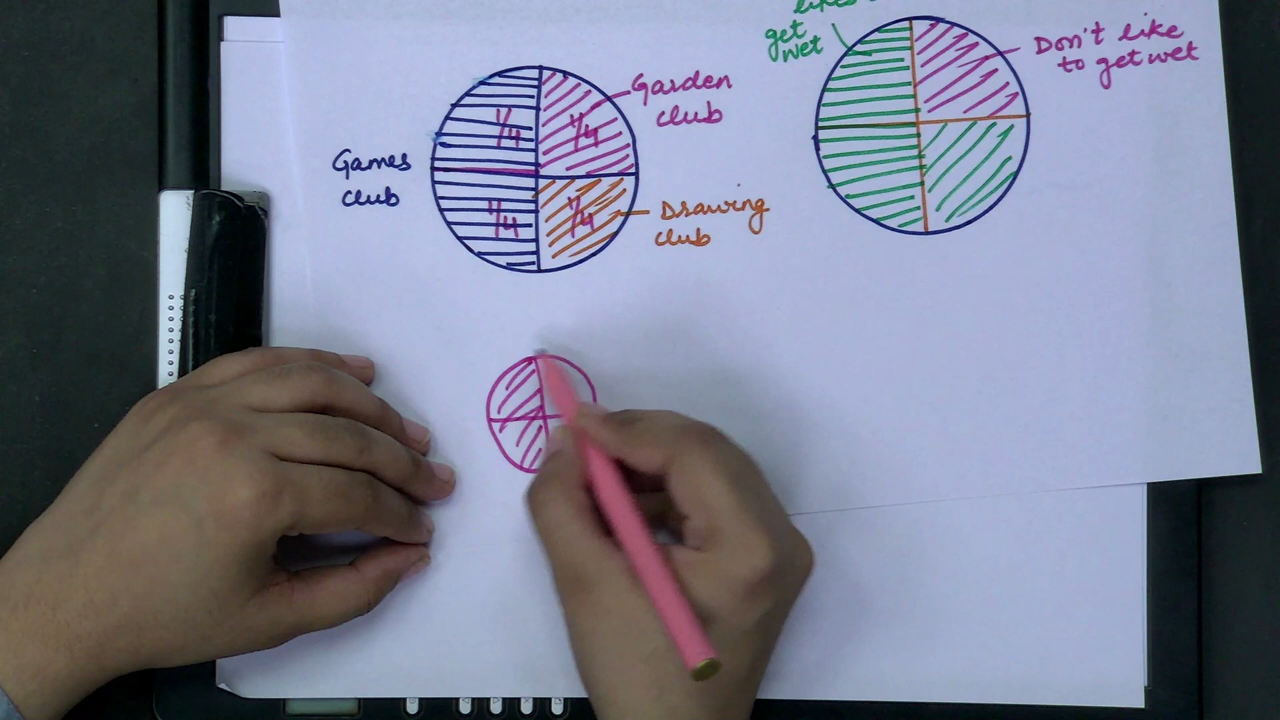 Games
club
1/4
1/4
1/4
1/4
Garden
club
Drawing
club
likes
get
wet
Don't like
to get wet